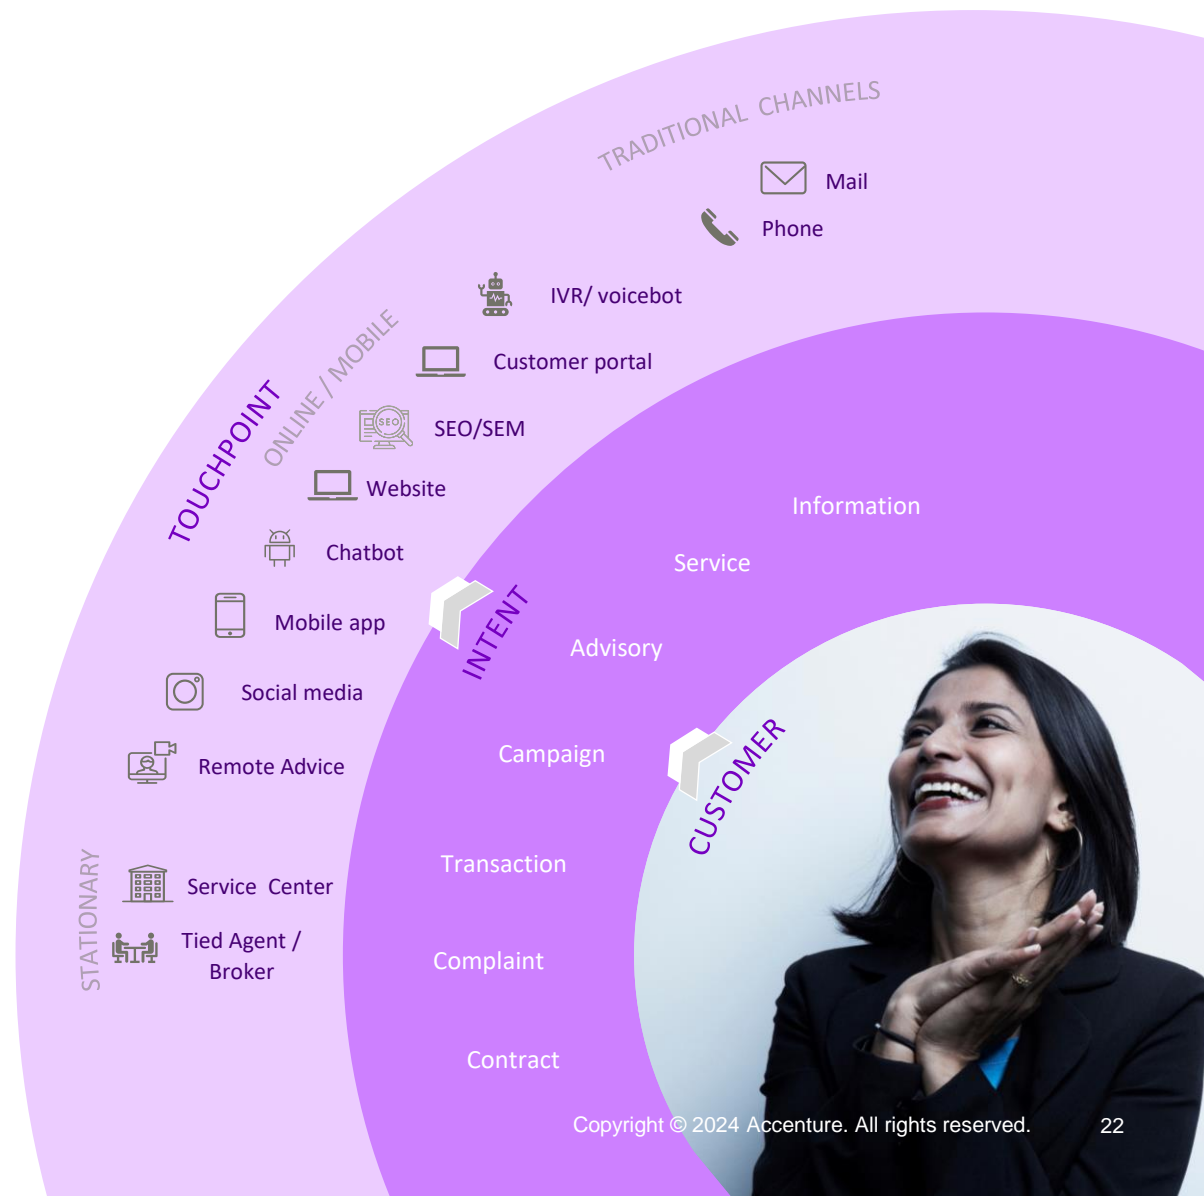 TRADITIONAL CHANNELS
Mail
Phone
IVR/ voicebot
ONLINE / MOBILE
Customer portal
TOUCHPOINT
SEO
SEO/SEM
Website
Information
Chatbot
Service
INTENT
Mobile app
Advisory
Social media
Campaign
CUSTOMER
Remote Advice
Transaction
STATIONARY
Service Center
Tied Agent /
Broker
Complaint
Contract
Copyright © 2024 Accenture. All rights reserved. 22